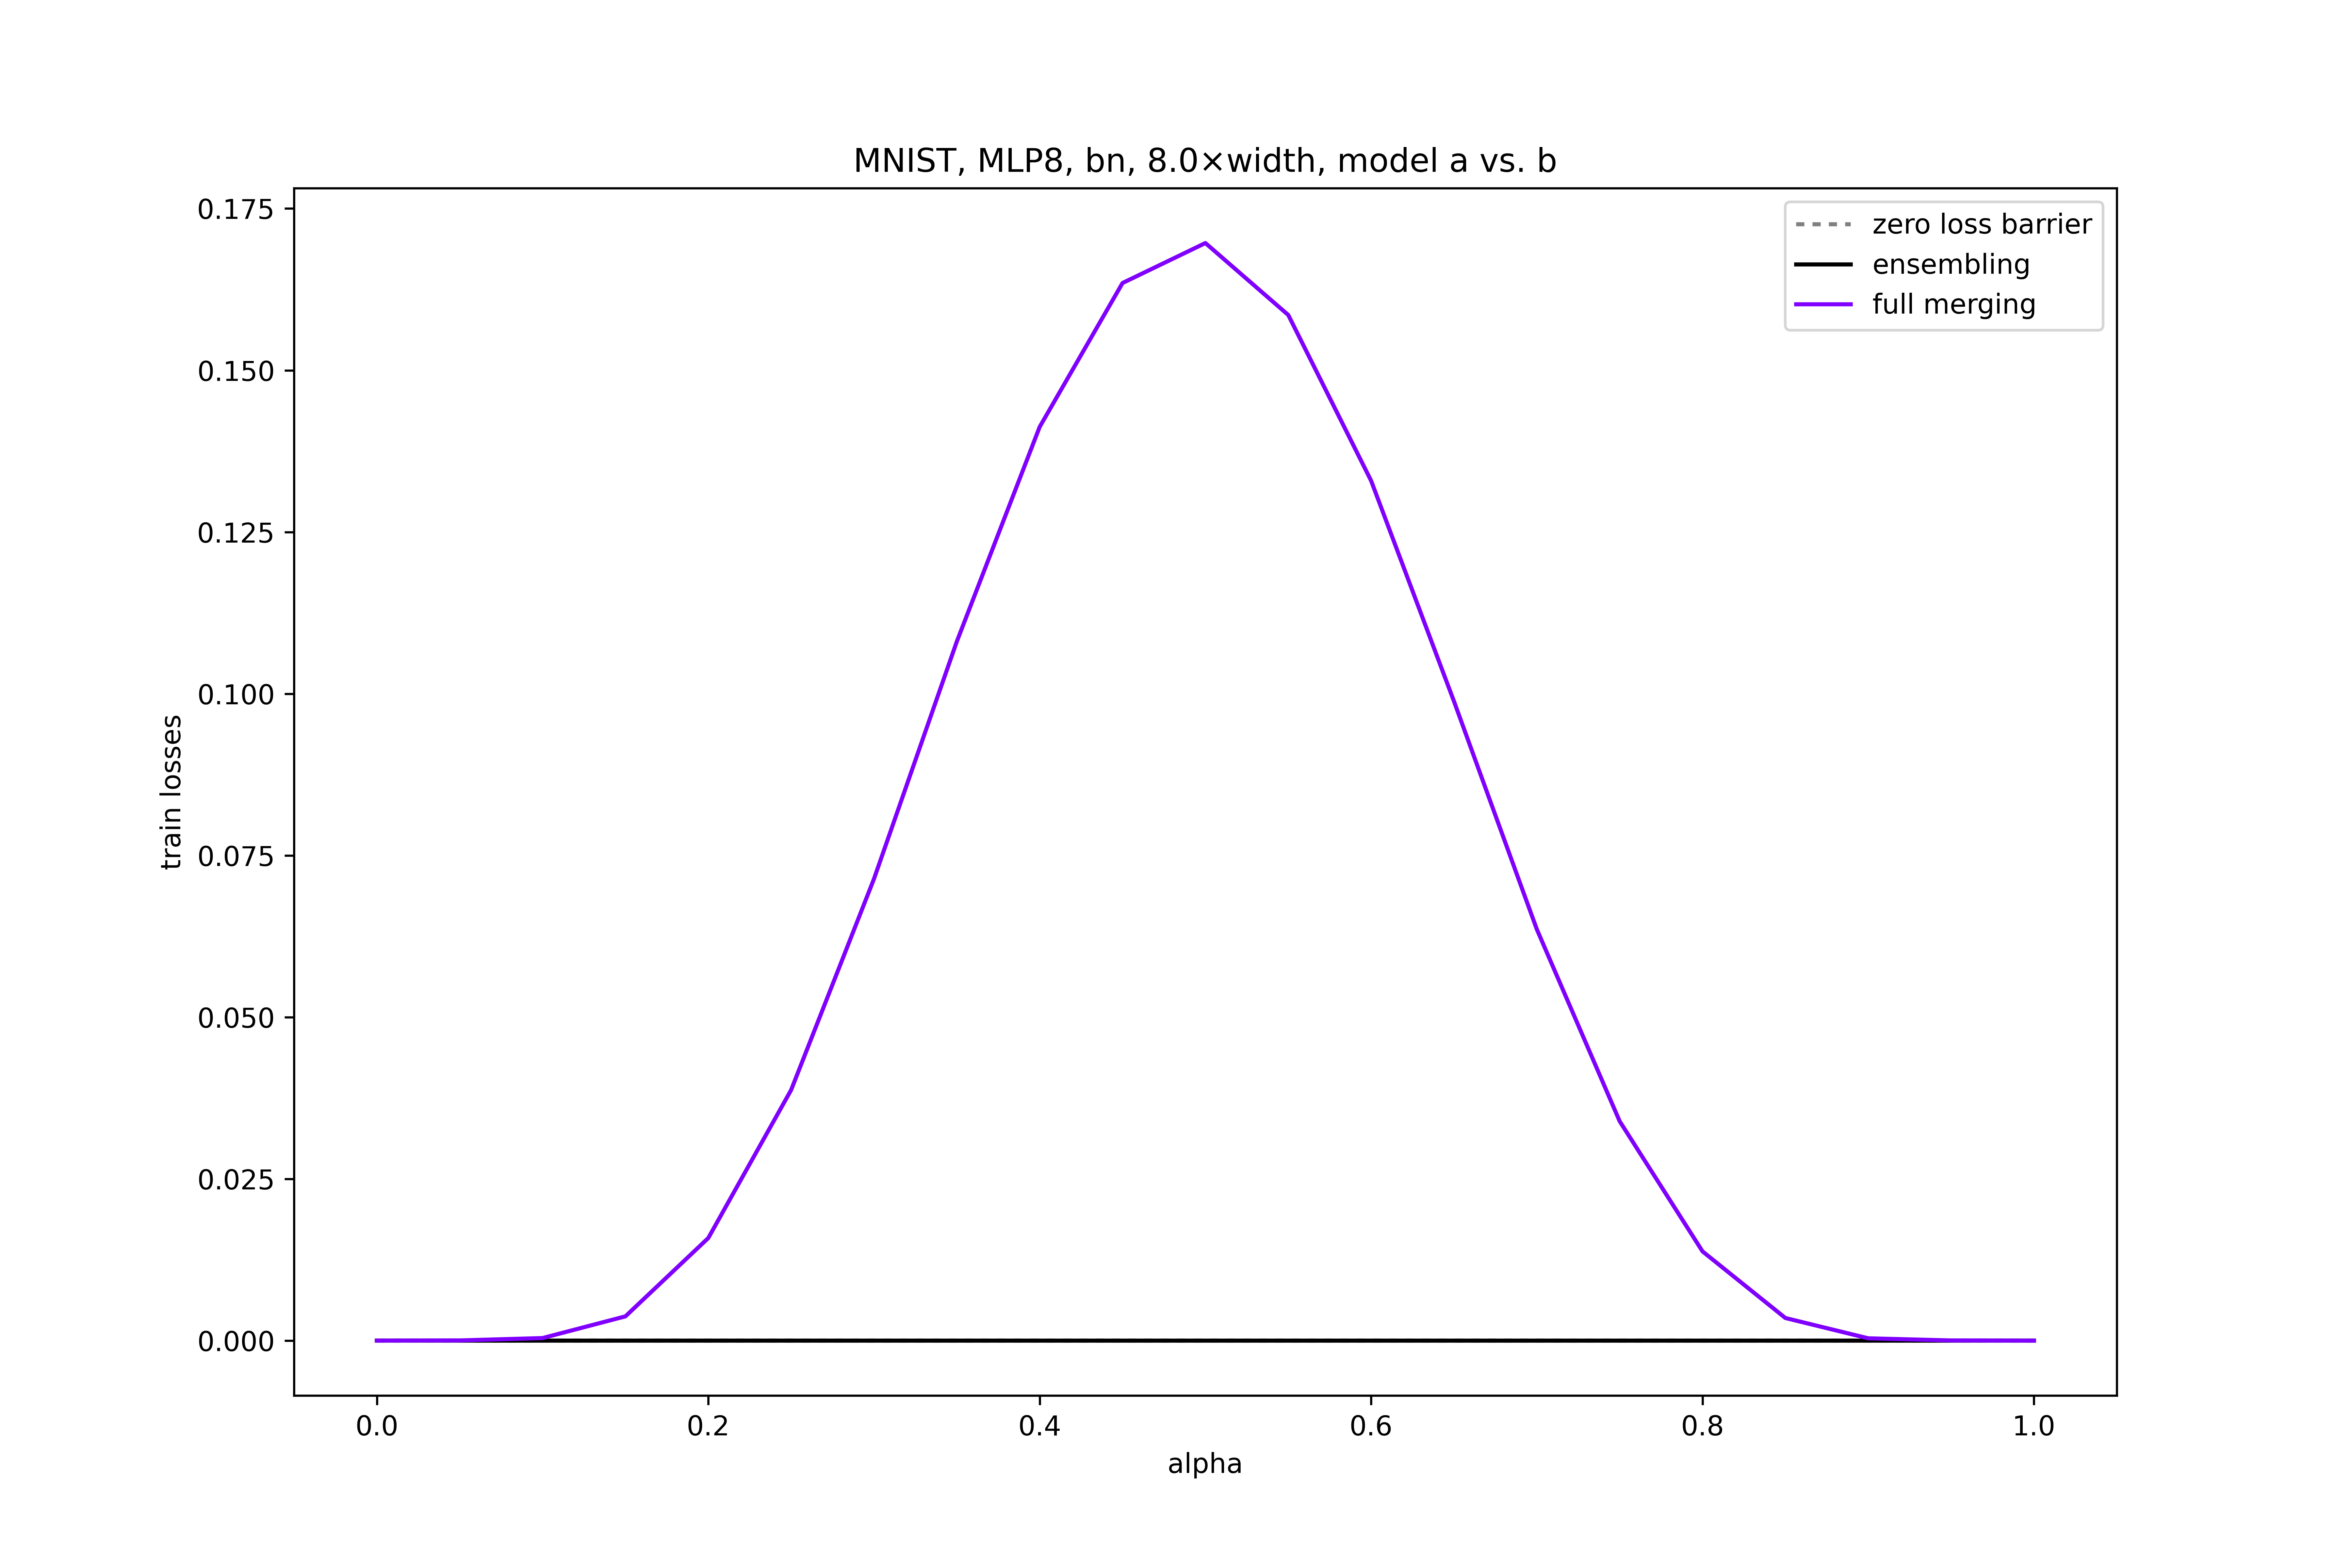 MNIST, MLP8, bn, 8.0×width, model a vs. b
zero loss barrier
ensembling
full merging
train losses
0.175
0.150
0.125
0.100
0.075
0.050
0.025
0.000
0.0 0.2 0.4 0.6 0.8 1.0
alpha